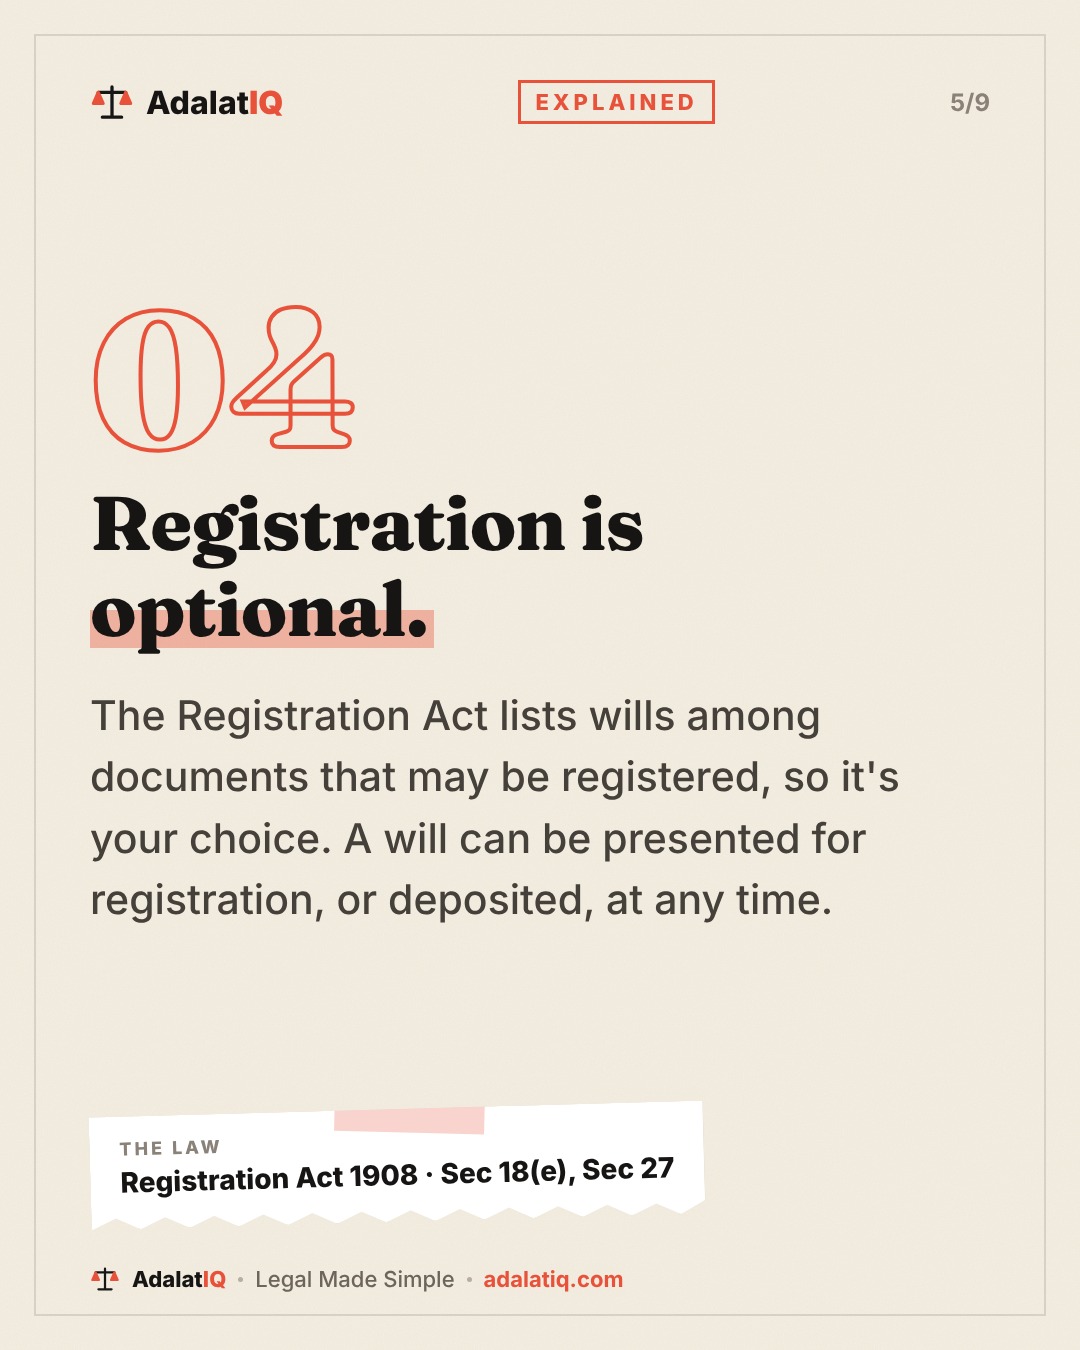 AdalatIQ
EXPLAINED
5/9
04
Registration is
optional.
The Registration Act lists wills among
documents that may be registered, so it's
your choice. A will can be presented for
registration, or deposited, at any time.
THE LAW
Registration Act 1908 · Sec 18(e), Sec 27
AdalatIQ • Legal Made Simple • adalatiq.com